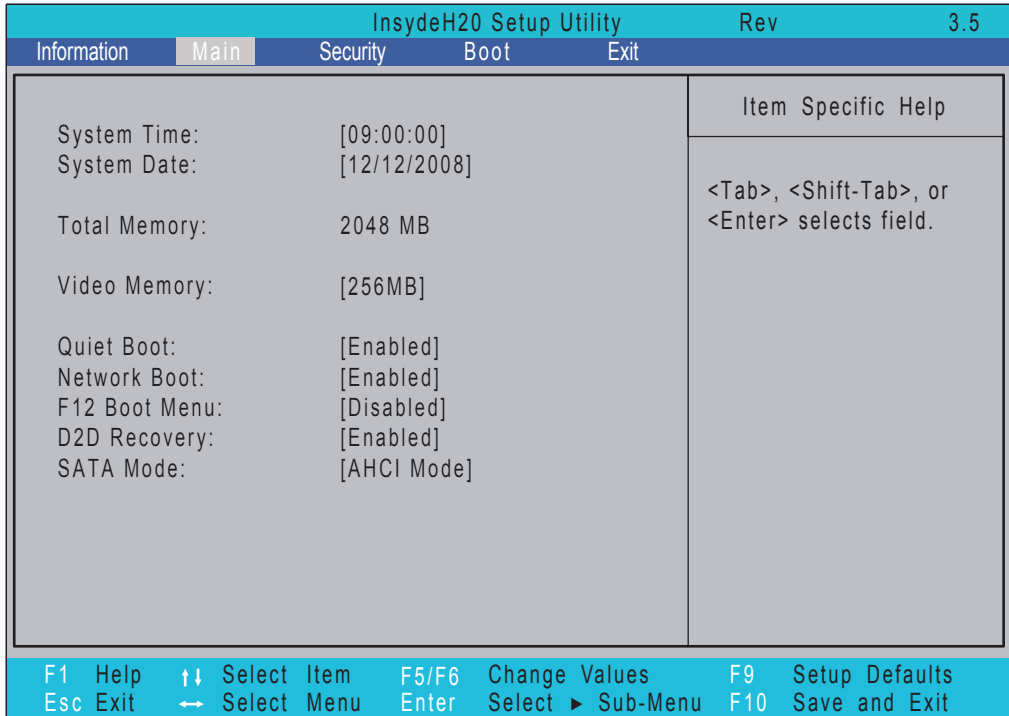 InsydeH20 Setup Utility Rev 3.5
Information Main Security Boot Exit
Item Specific Help
System Time: [09:00:00]
System Date: [12/12/2008]
<Tab>, <Shift-Tab>, or
<Enter> selects field.
Total Memory: 2048 MB
Video Memory: [256MB]
Quiet Boot: [Enabled]
Network Boot: [Enabled]
F12 Boot Menu: [Disabled]
D2D Recovery: [Enabled]
SATA Mode: [AHCI Mode]
F1 Help ↑↓ Select Item F5/F6 Change Values F9 Setup Defaults
Esc Exit ↔ Select Menu Enter Select ► Sub-Menu F10 Save and Exit